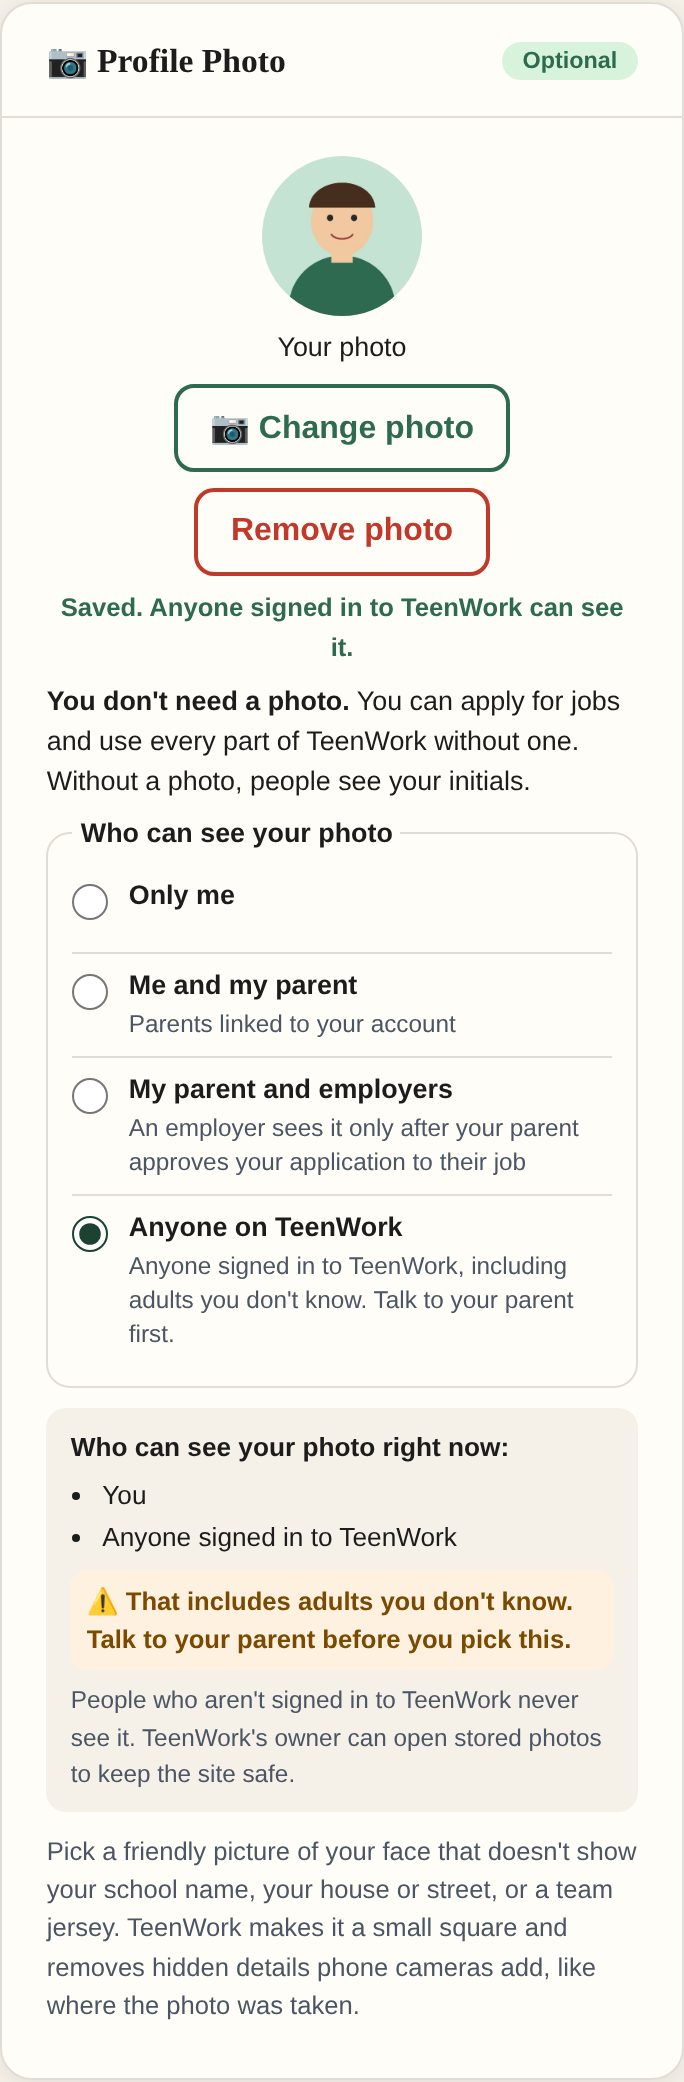 📷 Profile Photo
Optional
Your photo
📷 Change photo
Remove photo
Saved. Anyone signed in to TeenWork can see
it.
You don't need a photo. You can apply for jobs
and use every part of TeenWork without one.
Without a photo, people see your initials.
Who can see your photo
Only me
Me and my parent
Parents linked to your account
My parent and employers
An employer sees it only after your parent
approves your application to their job
Anyone on TeenWork
Anyone signed in to TeenWork, including
adults you don't know. Talk to your parent
first.
Who can see your photo right now:
• You
• Anyone signed in to TeenWork
⚠️ That includes adults you don't know.
Talk to your parent before you pick this.
People who aren't signed in to TeenWork never
see it. TeenWork's owner can open stored photos
to keep the site safe.
Pick a friendly picture of your face that doesn't show
your school name, your house or street, or a team
jersey. TeenWork makes it a small square and
removes hidden details phone cameras add, like
where the photo was taken.